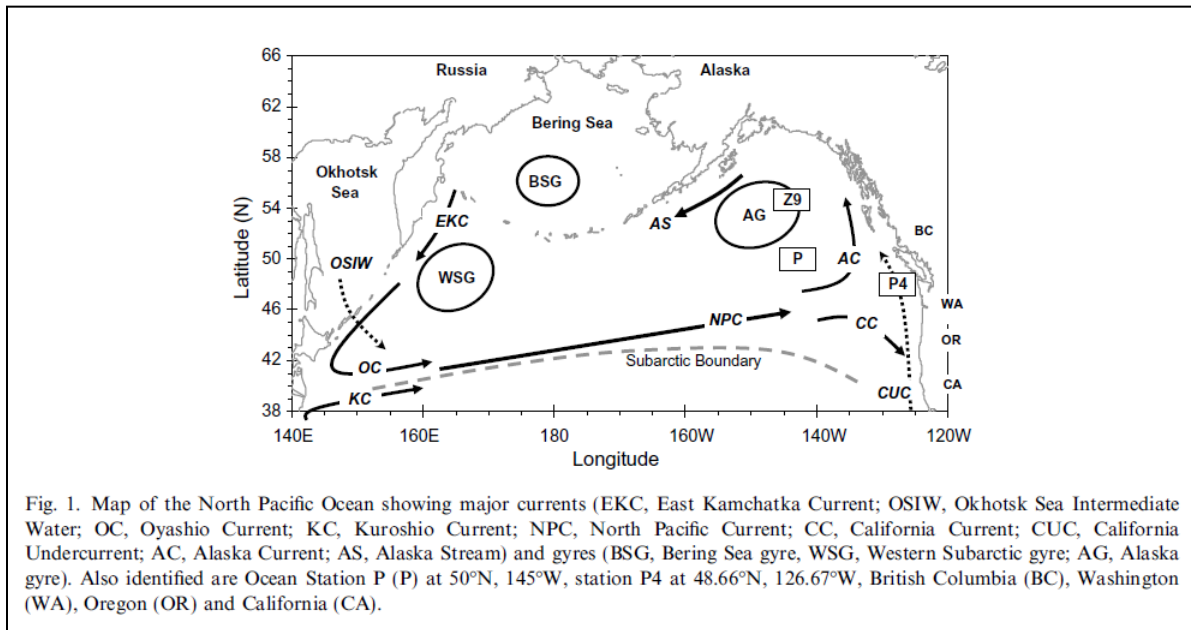 66
62
58
54
50
46
42
38
Latitude (N)
140E
160E
180
160W
140W
120W
Longitude
Russia
Alaska
Bering Sea
Okhotsk
Sea
BSG
EKC
AS
AG
Z9
BC
OSIW
WSG
P
AC
P4
WA
NPC
CC
OR
OC
Subarctic Boundary
KC
CUC
CA
Fig. 1. Map of the North Pacific Ocean showing major currents (EKC, East Kamchatka Current; OSIW, Okhotsk Sea Intermediate
Water; OC, Oyashio Current; KC, Kuroshio Current; NPC, North Pacific Current; CC, California Current; CUC, California
Undercurrent; AC, Alaska Current; AS, Alaska Stream) and gyres (BSG, Bering Sea gyre, WSG, Western Subarctic gyre; AG, Alaska
gyre). Also identified are Ocean Station P (P) at 50°N, 145°W, station P4 at 48.66°N, 126.67°W, British Columbia (BC), Washington
(WA), Oregon (OR) and California (CA).